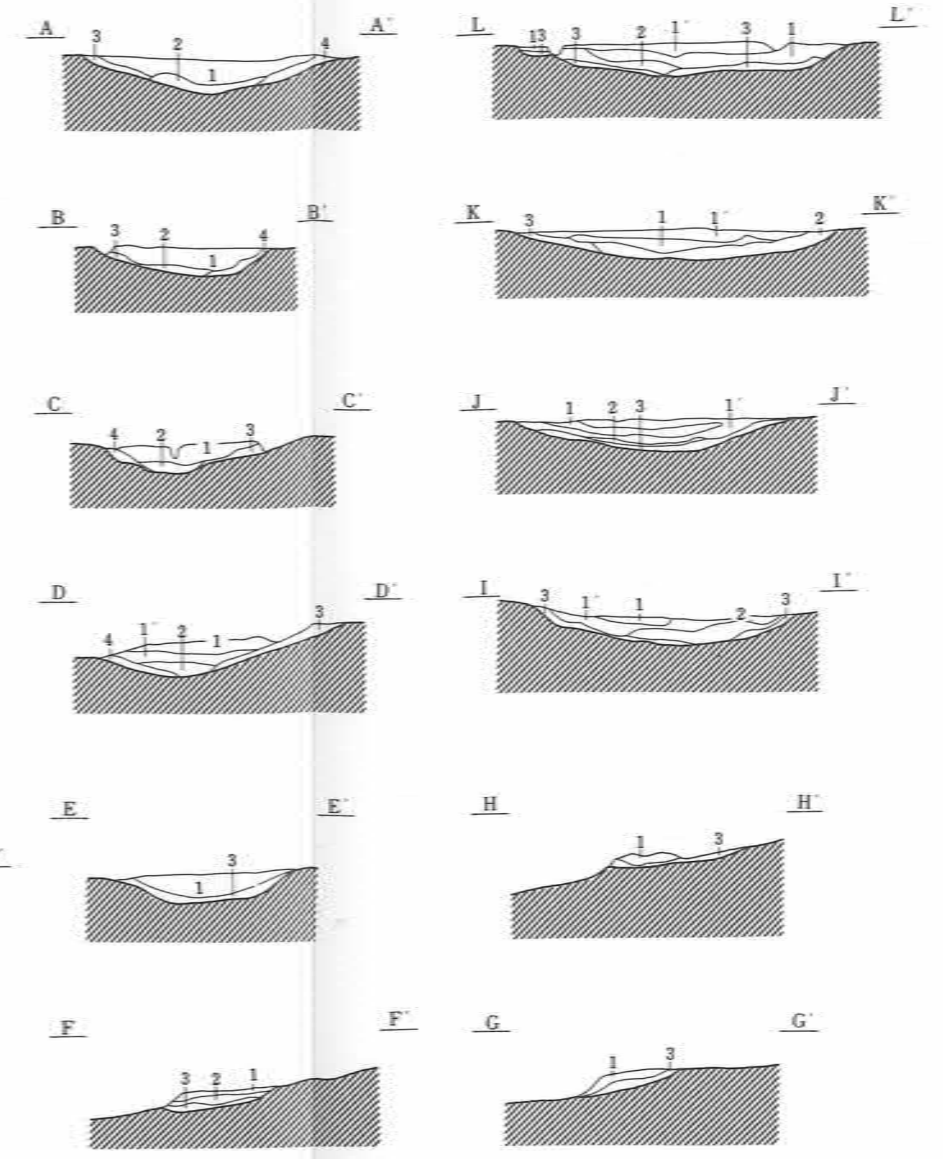 A A'
3 2 1 4
L L'
13 3 2 1' 3 1
B B'
3 2 1 4
K K'
3 1 1' 2
C C'
4 2 1 3
J J'
1 2 3 1'
D D'
4 1' 2 1 3
I I'
3 1' 1 2 3
E E'
1 3
H H'
1 3
F F'
3 2 1
G G'
1 3